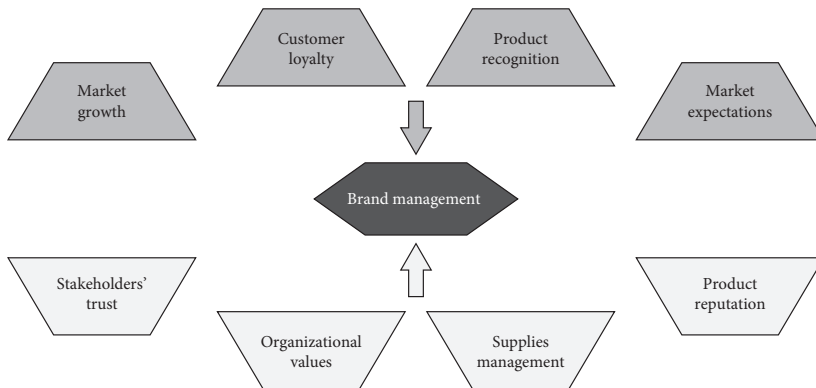 Customer
loyalty
Product
recognition
Market
growth
Market
expectations
Brand management
Stakeholders’
trust
Product
reputation
Organizational
values
Supplies
management